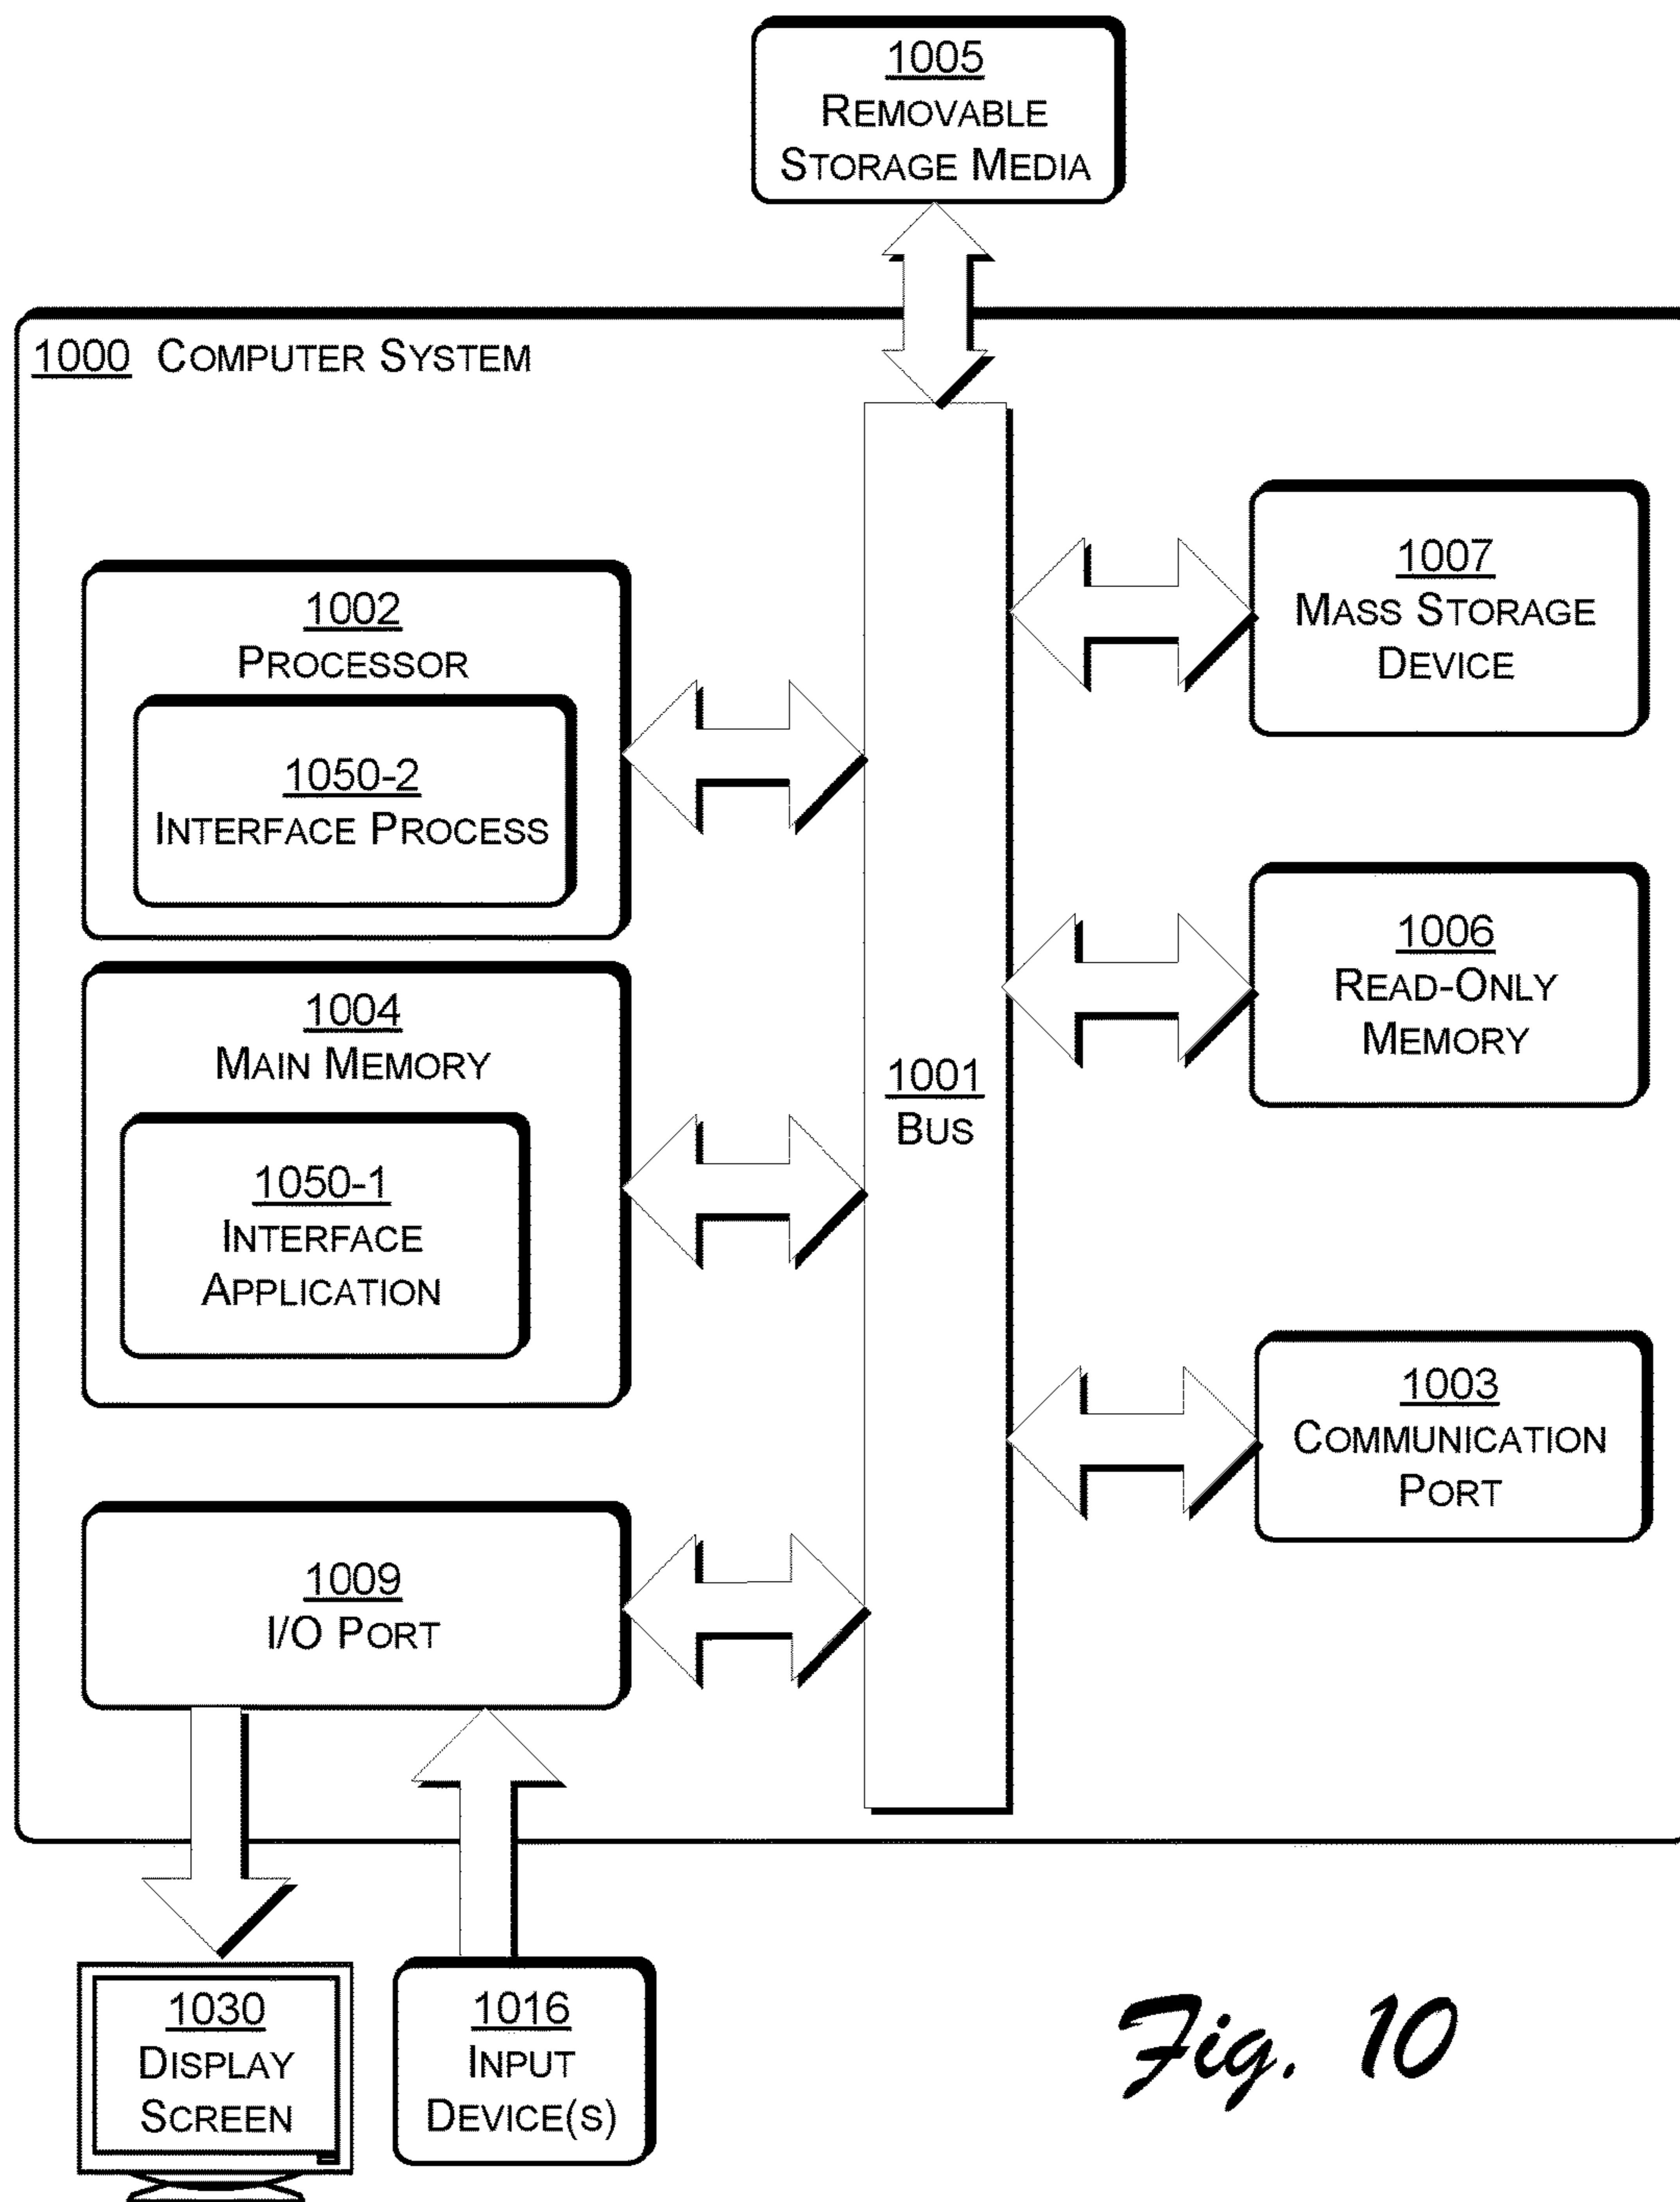 1005
REMOVABLE
STORAGE MEDIA
1000 COMPUTER SYSTEM
1002
PROCESSOR
1050-2
INTERFACE PROCESS
1004
MAIN MEMORY
1050-1
INTERFACE
APPLICATION
1009
I/O PORT
1001
BUS
1007
MASS STORAGE
DEVICE
1006
READ-ONLY
MEMORY
1003
COMMUNICATION
PORT
1030
DISPLAY
SCREEN
1016
INPUT
DEVICE(S)
Fig. 10